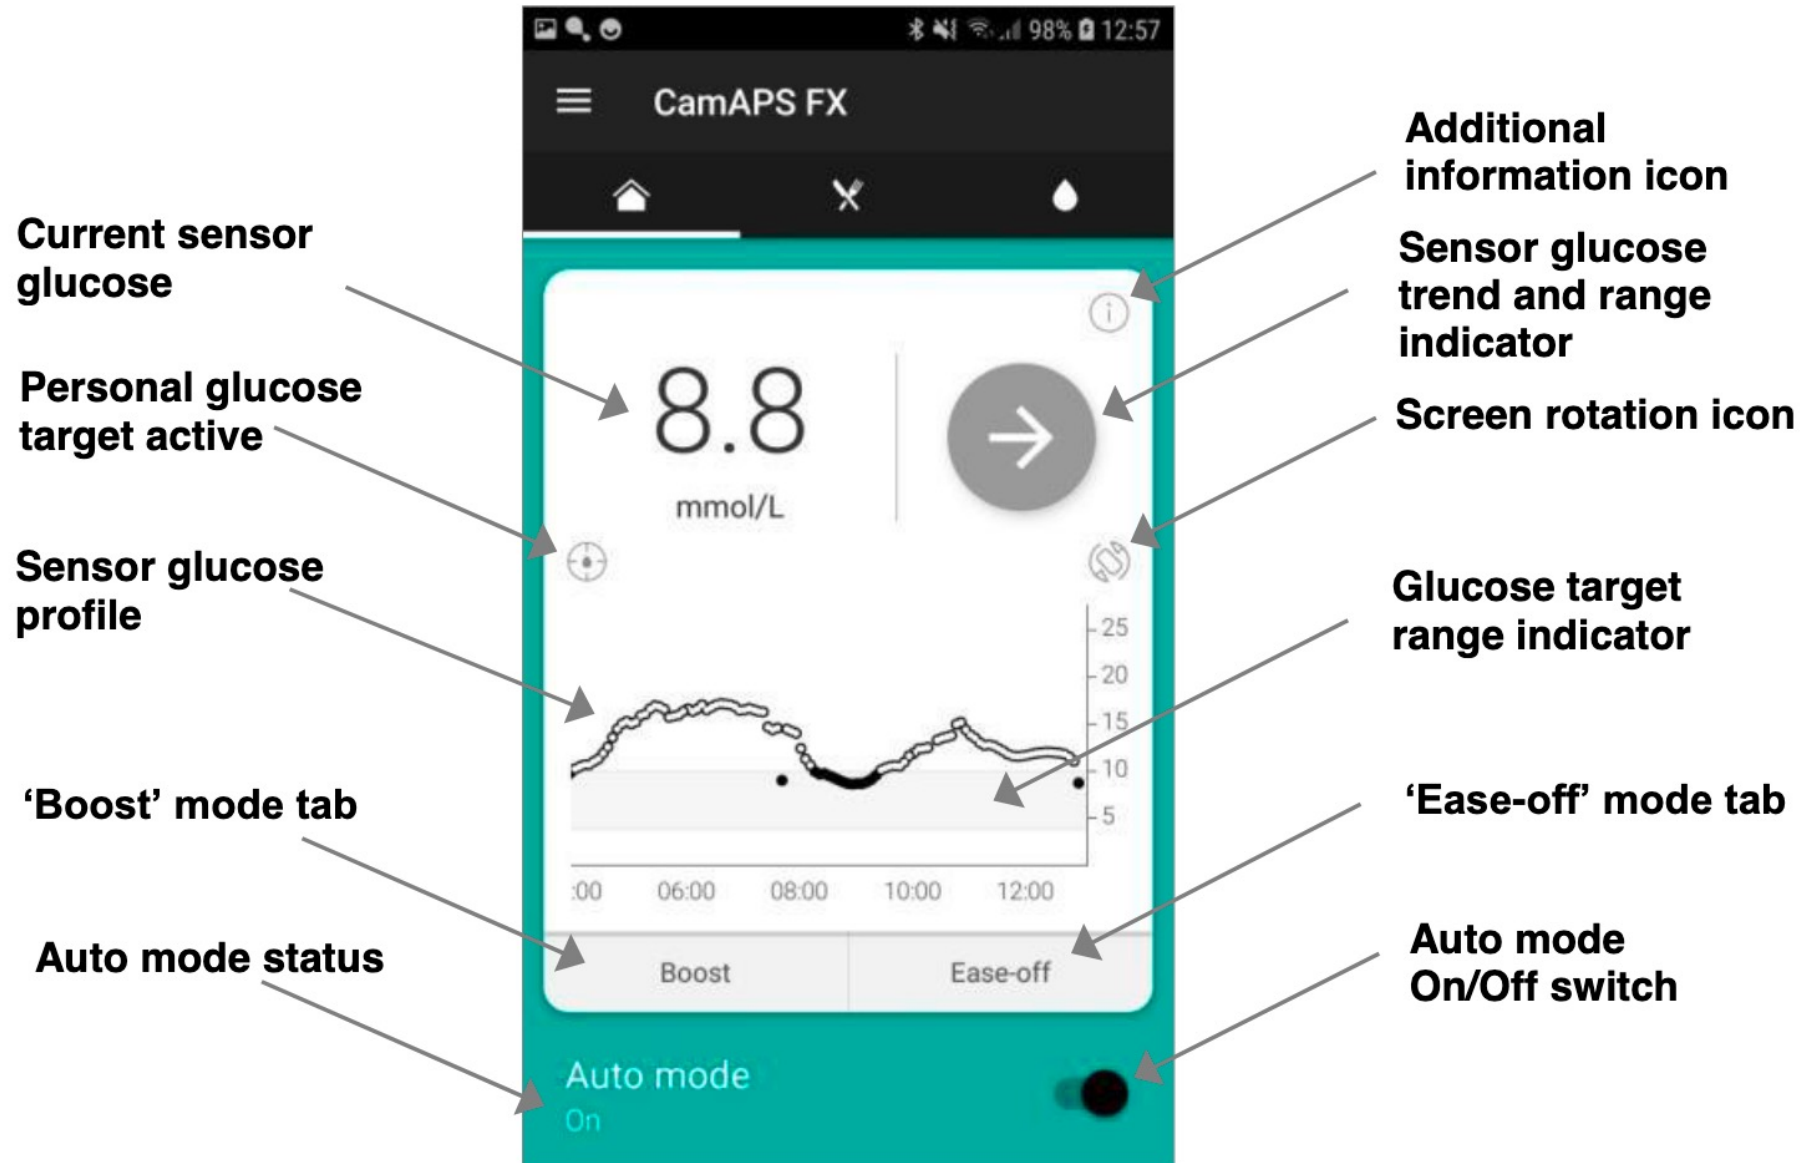 98% 12:57
CamAPS FX
Additional
information icon
Current sensor
glucose
Sensor glucose
trend and range
indicator
Personal glucose
target active
8.8
mmol/L
Screen rotation icon
Sensor glucose
profile
Glucose target
range indicator
25
20
15
10
5
:00 06:00 08:00 10:00 12:00
‘Boost’ mode tab
‘Ease-off’ mode tab
Boost Ease-off
Auto mode status
Auto mode
On/Off switch
Auto mode
On